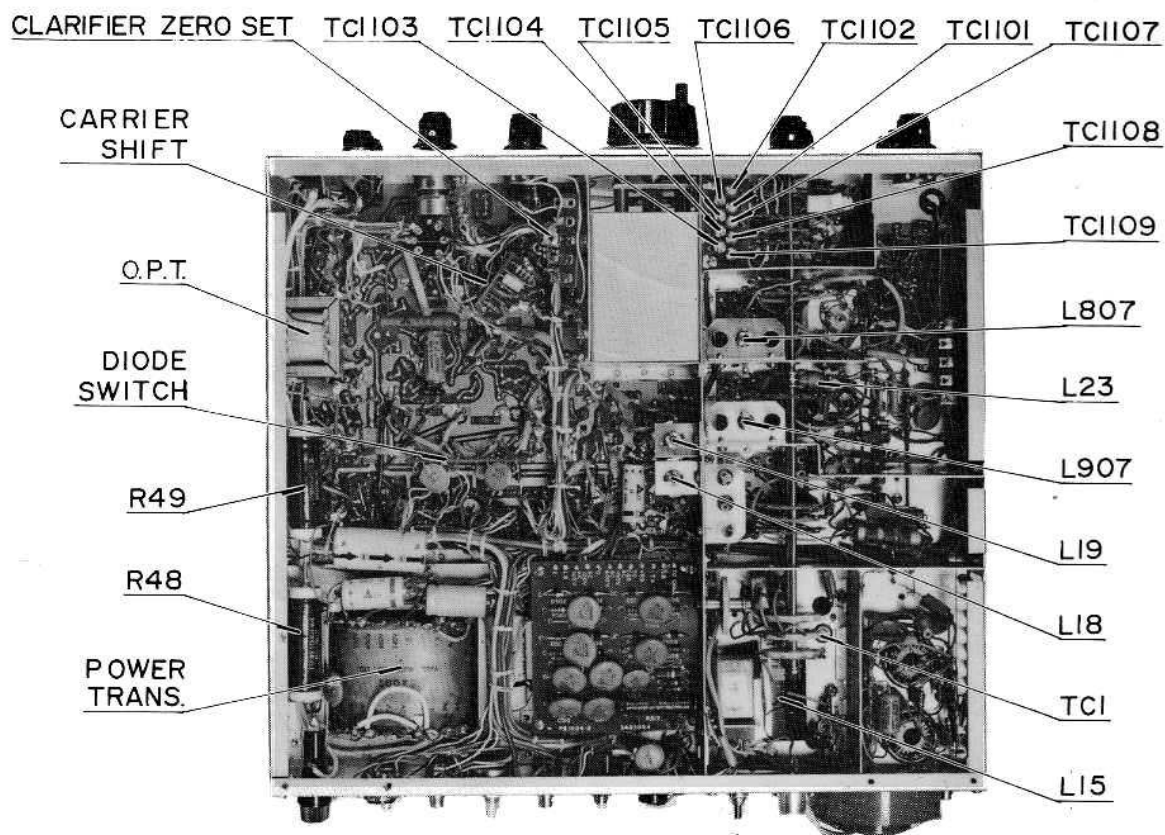 CLARIFIER ZERO SET
TC1103
TC1104
TC1105
TC1106
TC1102
TC1101
TC1107
CARRIER
SHIFT
TC1108
TC1109
O.P.T.
L807
DIODE
SWITCH
L23
R49
L907
L19
R48
L18
POWER
TRANS.
TC1
L15